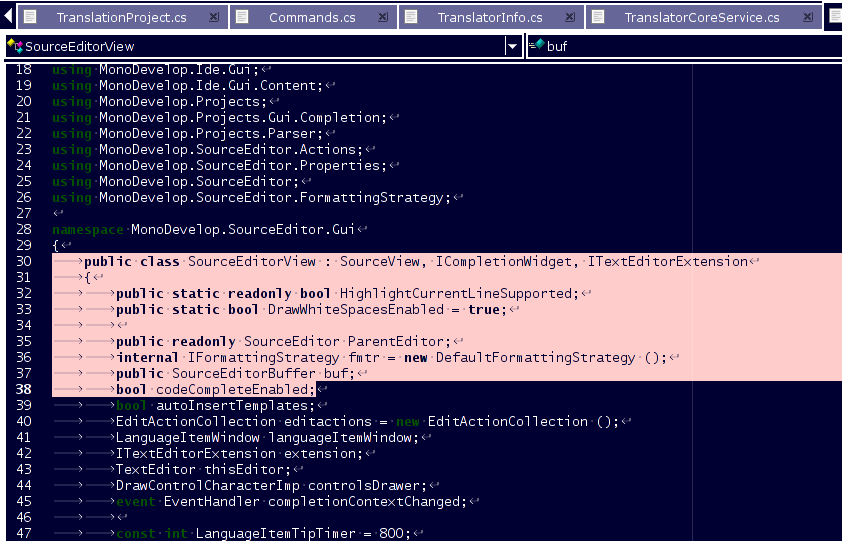 TranslationProject.cs Commands.cs TranslatorInfo.cs TranslatorCoreService.cs
SourceEditorView buf
18 using MonoDevelop.Ide.Gui;
19 using MonoDevelop.Ide.Gui.Content;
20 using MonoDevelop.Projects;
21 using MonoDevelop.Projects.Gui.Completion;
22 using MonoDevelop.Projects.Parser;
23 using MonoDevelop.SourceEditor.Actions;
24 using MonoDevelop.SourceEditor.Properties;
25 using MonoDevelop.SourceEditor;
26 using MonoDevelop.SourceEditor.FormattingStrategy;
27
28 namespace MonoDevelop.SourceEditor.Gui
29 {
30 public class SourceEditorView : SourceView, ICompletionWidget, ITextEditorExtension
31 {
32 public static readonly bool HighlightCurrentLineSupported;
33 public static bool DrawWhiteSpacesEnabled = true;
34
35 public readonly SourceEditor ParentEditor;
36 internal IFormattingStrategy fmtr = new DefaultFormattingStrategy ();
37 public SourceEditorBuffer buf;
38 bool codeCompleteEnabled;
39 bool autoInsertTemplates;
40 EditActionCollection editactions = new EditActionCollection ();
41 LanguageItemWindow languageItemWindow;
42 ITextEditorExtension extension;
43 TextEditor thisEditor;
44 DrawControlCharacterImp controlsDrawer;
45 event EventHandler completionContextChanged;
46
47 const int LanguageItemTipTimer = 800;